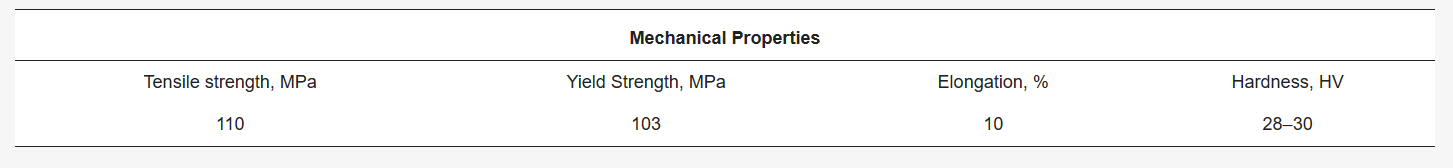 Mechanical Properties
Tensile strength, MPa Yield Strength, MPa Elongation, % Hardness, HV
110 103 10 28–30